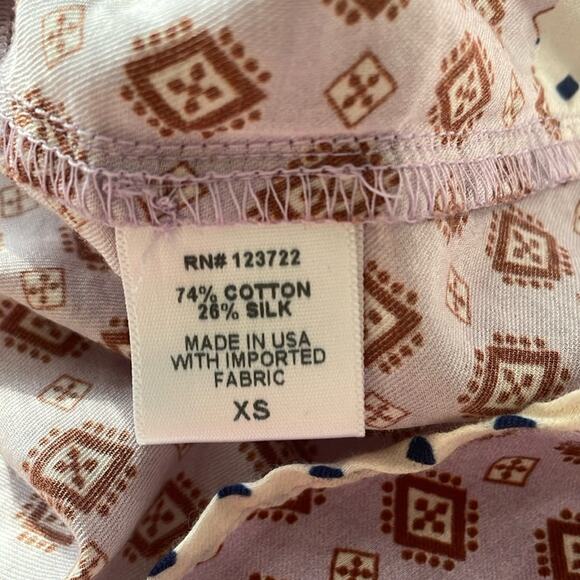 RN# 123722
74% COTTON
26% SILK
MADE IN USA
WITH IMPORTED
FABRIC
XS